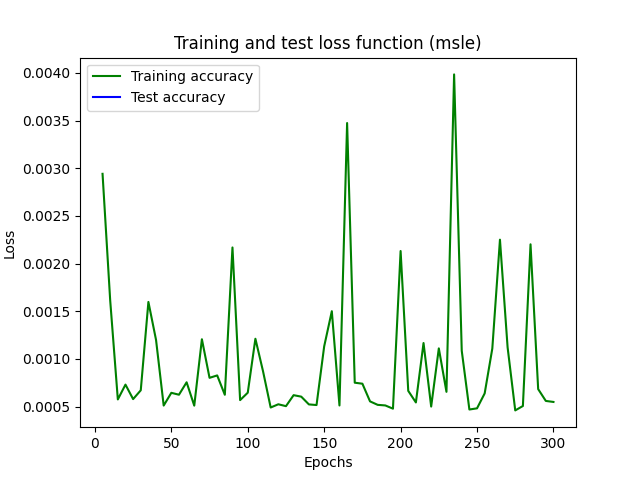 Training and test loss function (msle)
Training accuracy
Test accuracy
0.0040
0.0035
0.0030
0.0025
0.0020
0.0015
0.0010
0.0005
Loss
0 50 100 150 200 250 300
Epochs